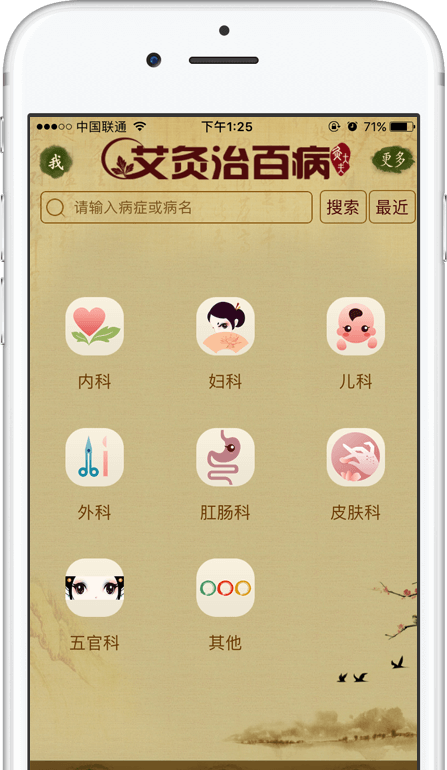 中国联通
下午1:25
71%
我
艾灸治百病
灸大夫
更多
请输入病症或病名
搜索
最近
内科
妇科
儿科
外科
肛肠科
皮肤科
五官科
其他